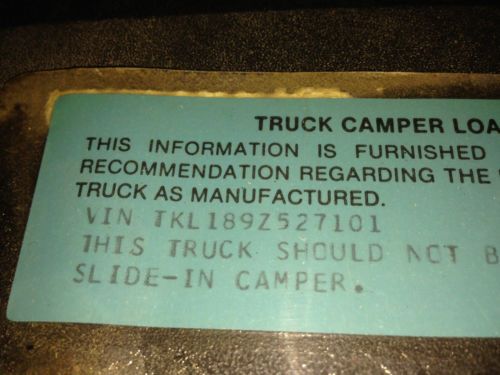 TRUCK CAMPER LOA
THIS INFORMATION IS FURNISHED
RECOMMENDATION REGARDING THE
TRUCK AS MANUFACTURED.
VIN TKL189Z527101
THIS TRUCK SHOULD NOT B
SLIDE-IN CAMPER.